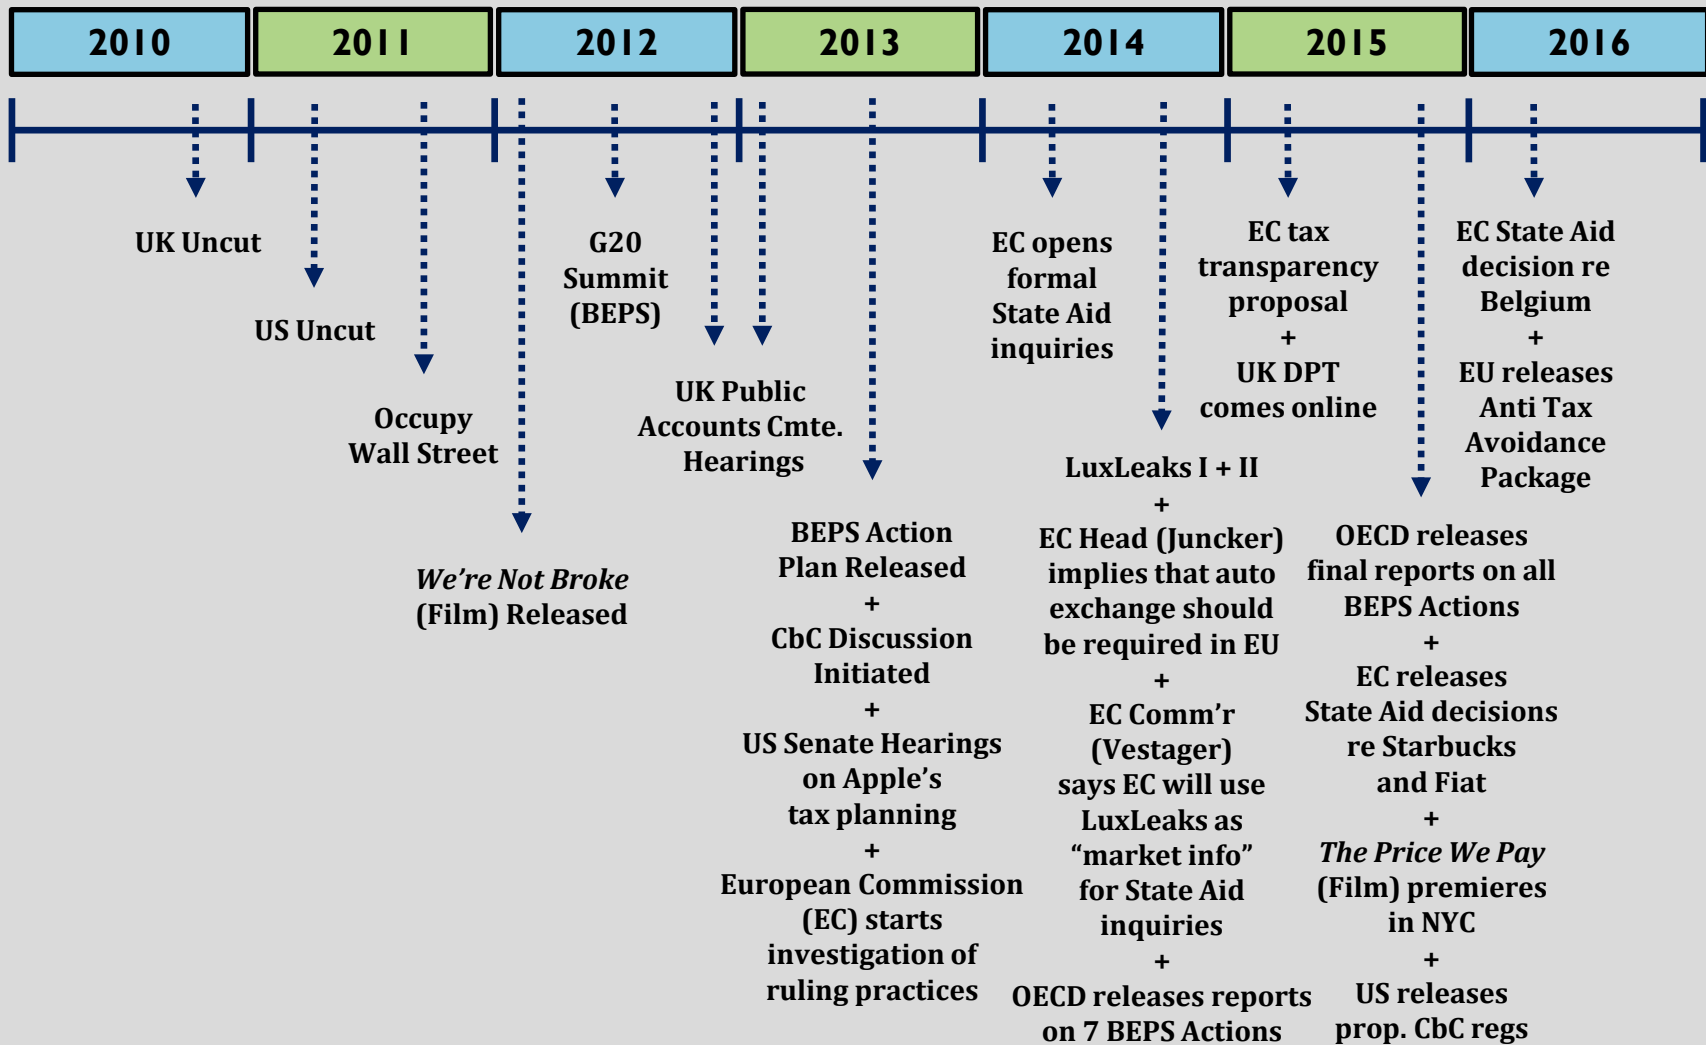 2010
2011
2012
2013
2014
2015
2016
UK Uncut
US Uncut
Occupy
Wall Street
We're Not Broke
(Film) Released
G20
Summit
(BEPS)
UK Public
Accounts Cmte.
Hearings
BEPS Action
Plan Released
+
CbC Discussion
Initiated
+
US Senate Hearings
on Apple's
tax planning
+
European Commission
(EC) starts
investigation of
ruling practices
EC opens
formal
State Aid
inquiries
LuxLeaks I + II
+
EC Head (Juncker)
implies that auto
exchange should
be required in EU
+
EC Comm'r
(Vestager)
says EC will use
LuxLeaks as
“market info”
for State Aid
inquiries
+
OECD releases reports
on 7 BEPS Actions
EC tax
transparency
proposal
+
UK DPT
comes online
OECD releases
final reports on all
BEPS Actions
+
EC releases
State Aid decisions
re Starbucks
and Fiat
+
The Price We Pay
(Film) premieres
in NYC
+
US releases
prop. CbC regs
EC State Aid
decision re
Belgium
+
EU releases
Anti Tax
Avoidance
Package